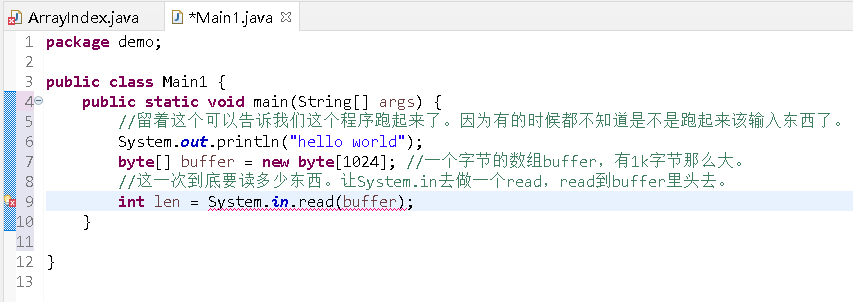 ArrayIndex.java *Main1.java
1 package demo;
2
3 public class Main1 {
4 public static void main(String[] args) {
5 //留着这个可以告诉我们这个程序跑起来了。因为有的时候都不知道是不是跑起来该输入东西了。
6 System.out.println("hello world");
7 byte[] buffer = new byte[1024]; //一个字节的数组buffer，有1k字节那么大。
8 //这一次到底要读多少东西。让System.in去做一个read，read到buffer里头去。
9 int len = System.in.read(buffer);
10 }
11
12 }
13